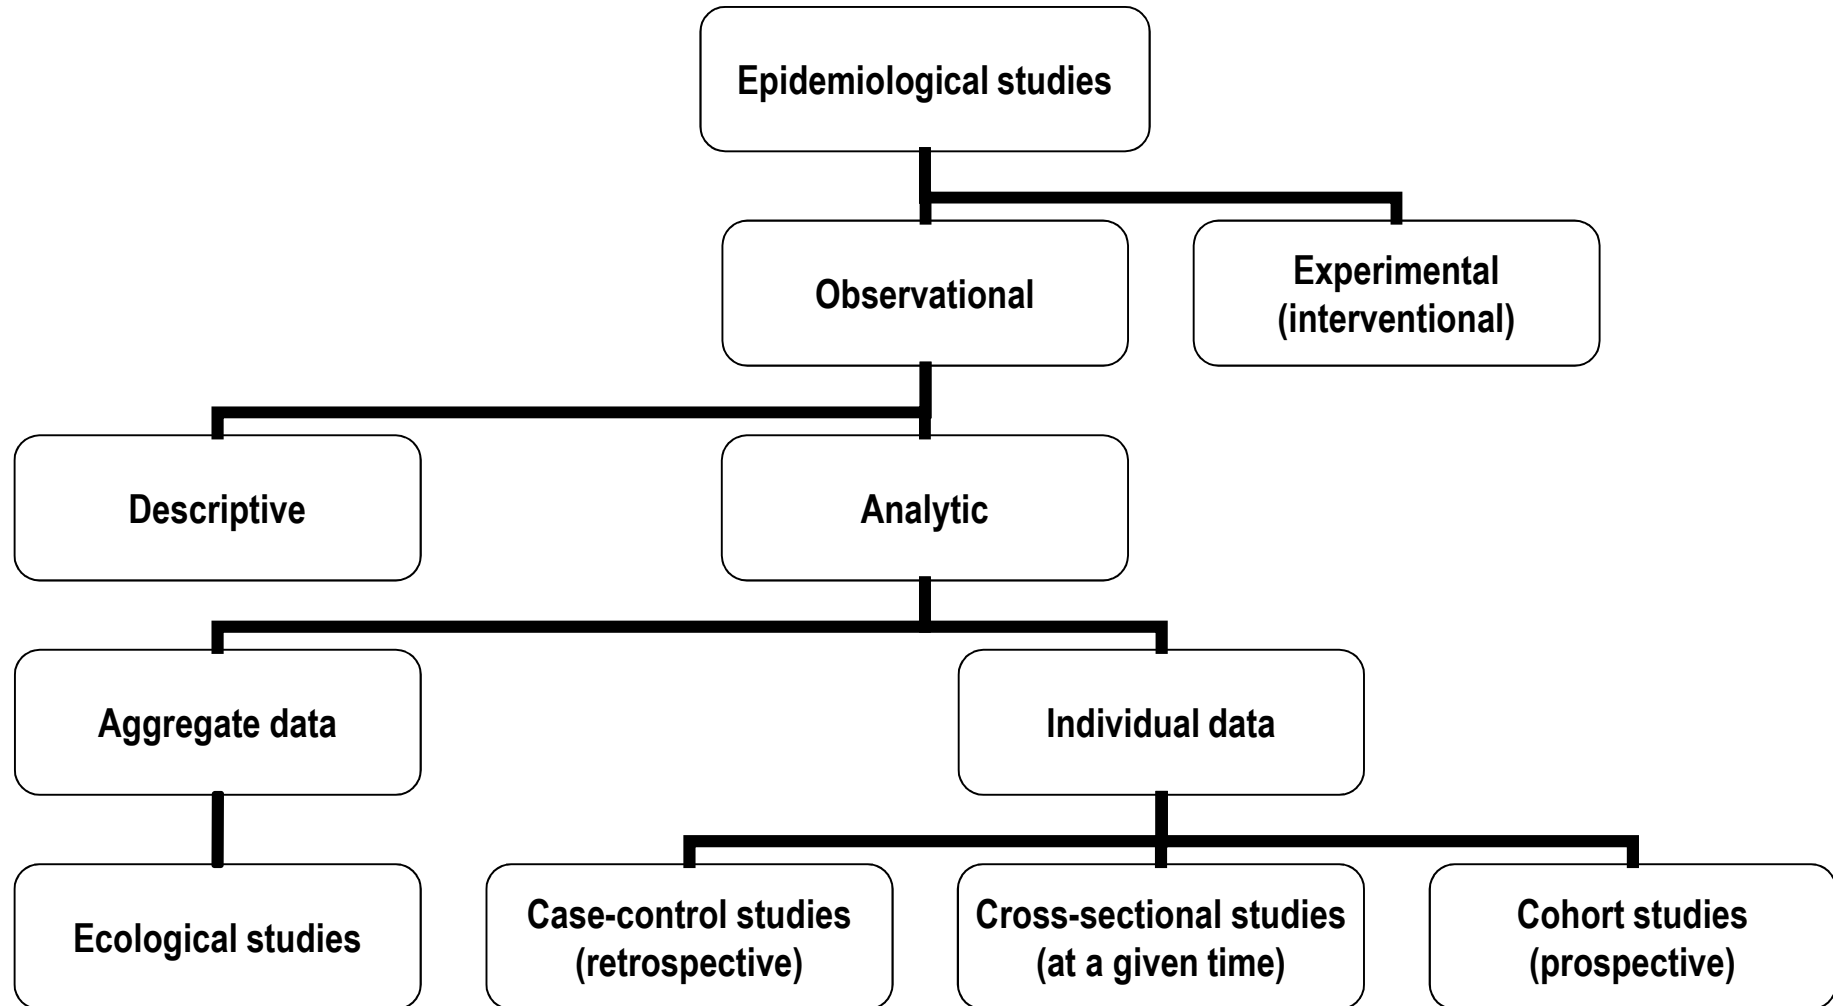 Epidemiological studies
Observational
Experimental
(interventional)
Descriptive
Analytic
Aggregate data
Individual data
Ecological studies
Case-control studies
(retrospective)
Cross-sectional studies
(at a given time)
Cohort studies
(prospective)